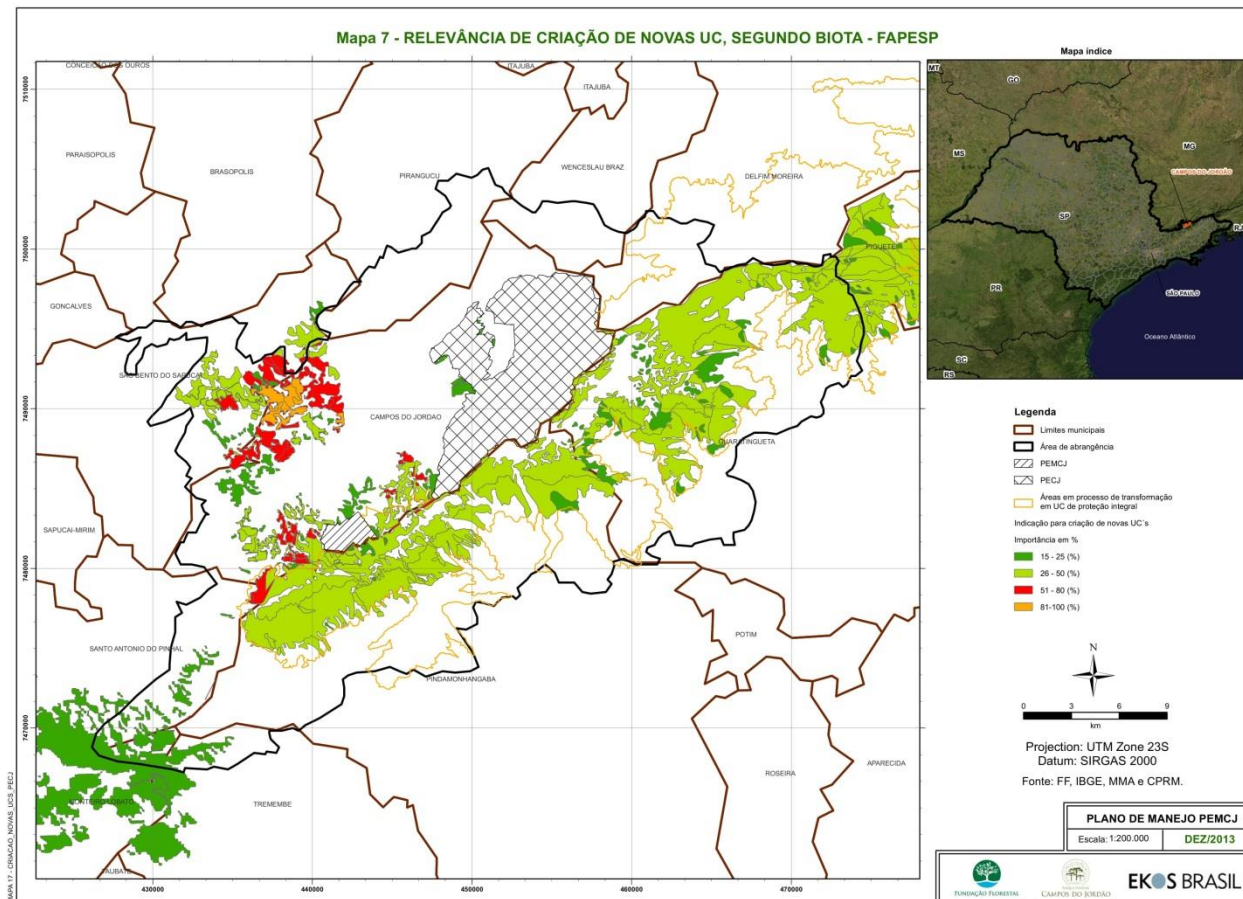 Mapa 7 - RELEVÂNCIA DE CRIAÇÃO DE NOVAS UC, SEGUNDO BIOTA - FAPESP
CONCEIÇÃO DAS OUROS
ITAJUBA
ITAJUBA
PARAISOPOLIS
BRASOPOLIS
PIRANGUCU
WENCESLAU BRAZ
DELFIM MOREIRA
PIQUETE
GONCALVES
SAO BENTO DO SAPUCAI
CAMPOS DO JORDAO
GUARATINGUETA
SAPUCAI-MIRIM
SANTO ANTONIO DO PINHAL
PINDAMONHANGABA
POTIM
ROSEIRA
APARECIDA
MONTEIRO LOBATO
TREMEMBE
TAUBATE
7510000
7500000
7490000
7480000
7470000
430000
440000
450000
460000
470000
MAPA 17 - CRIACAO_NOVAS_UCS_PECJ
Mapa índice
MT
GO
MG
MS
CAMPOS DO JORDÃO
SP
RJ
PR
SÃO PAULO
Oceano Atlântico
SC
RS
Legenda
Limites municipais
Área de abrangência
PEMCJ
PECJ
Áreas em processo de transformação
em UC de proteção integral
Indicação para criação de novas UC´s
Importância em %
15 - 25 (%)
26 - 50 (%)
51 - 80 (%)
81-100 (%)
N
0 3 6 9
km
Projection: UTM Zone 23S
Datum: SIRGAS 2000
Fonte: FF, IBGE, MMA e CPRM.
PLANO DE MANEJO PEMCJ
Escala: 1:200.000
DEZ/2013
FUNDAÇÃO FLORESTAL
CAMPOS DO JORDÃO
EKOS BRASIL